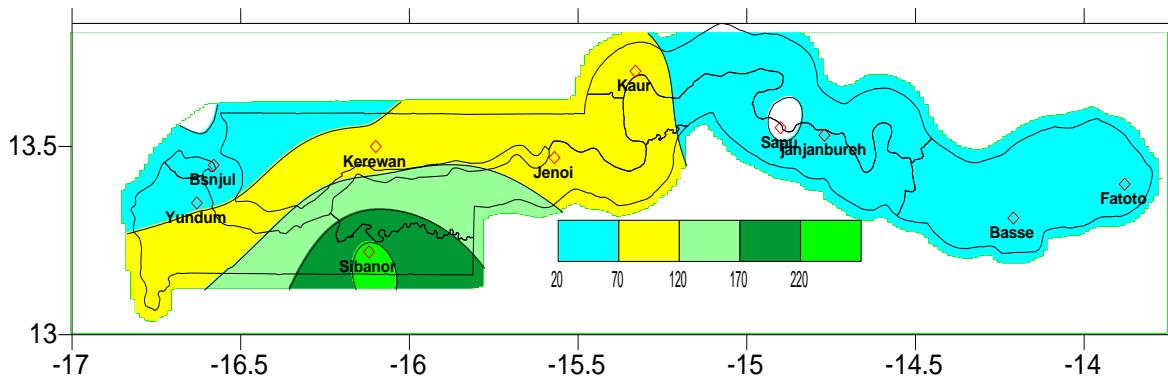 Kaur
13.5
Sapu
Janjanbureh
Kerewan
Jenoi
Bsnjul
Fatoto
Yundum
Basse
Sibanor
20 70 120 170 220
13
-17 -16.5 -16 -15.5 -15 -14.5 -14